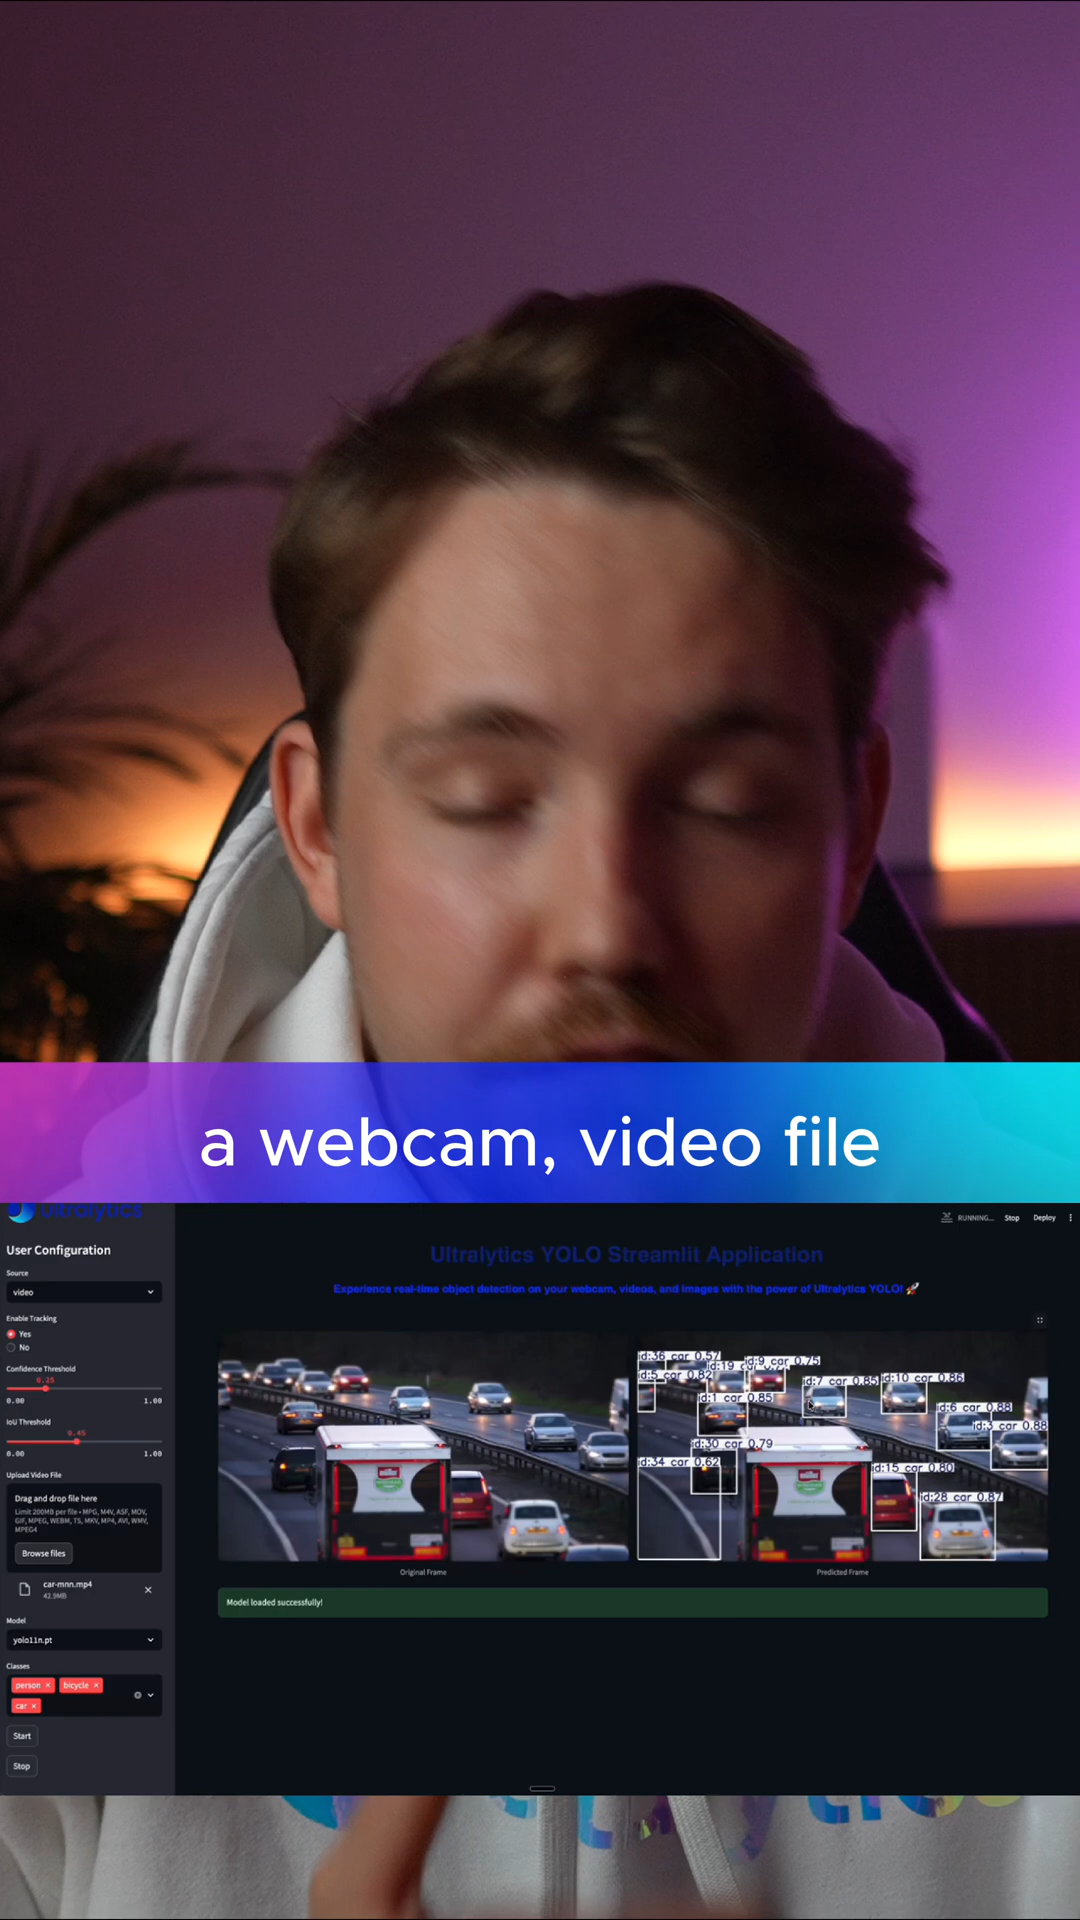 a webcam, video file
ultralytics
RUNNING...
Stop
Deploy
User Configuration
Source
video
Enable Tracking
Yes
No
Confidence Threshold
0.25
0.00
1.00
IoU Threshold
0.45
0.00
1.00
Upload Video File
Drag and drop file here
Limit 200MB per file • MPG, M4V, ASF, MOV,
GIF, MPEG, WEBM, TS, MKV, MP4, AVI, WMV,
MPEG4
Browse files
car-mnn.mp4
42.9MB
Model
yolo11n.pt
Classes
person
bicycle
car
Start
Stop
Ultralytics YOLO Streamlit Application
Experience real-time object detection on your webcam, videos, and images with the power of Ultralytics YOLO! 🚀
id:36 car 0.57
id:9 car 0.75
id:5 car 0.82
id:19
id:7 car 0.85
id:10 car 0.86
id:1 car 0.85
id:6 car 0.88
id:3 car 0.88
id:30 car 0.79
id:34 car 0.62
id:15 car 0.80
id:28 car 0.87
Original Frame
Predicted Frame
Model loaded successfully!